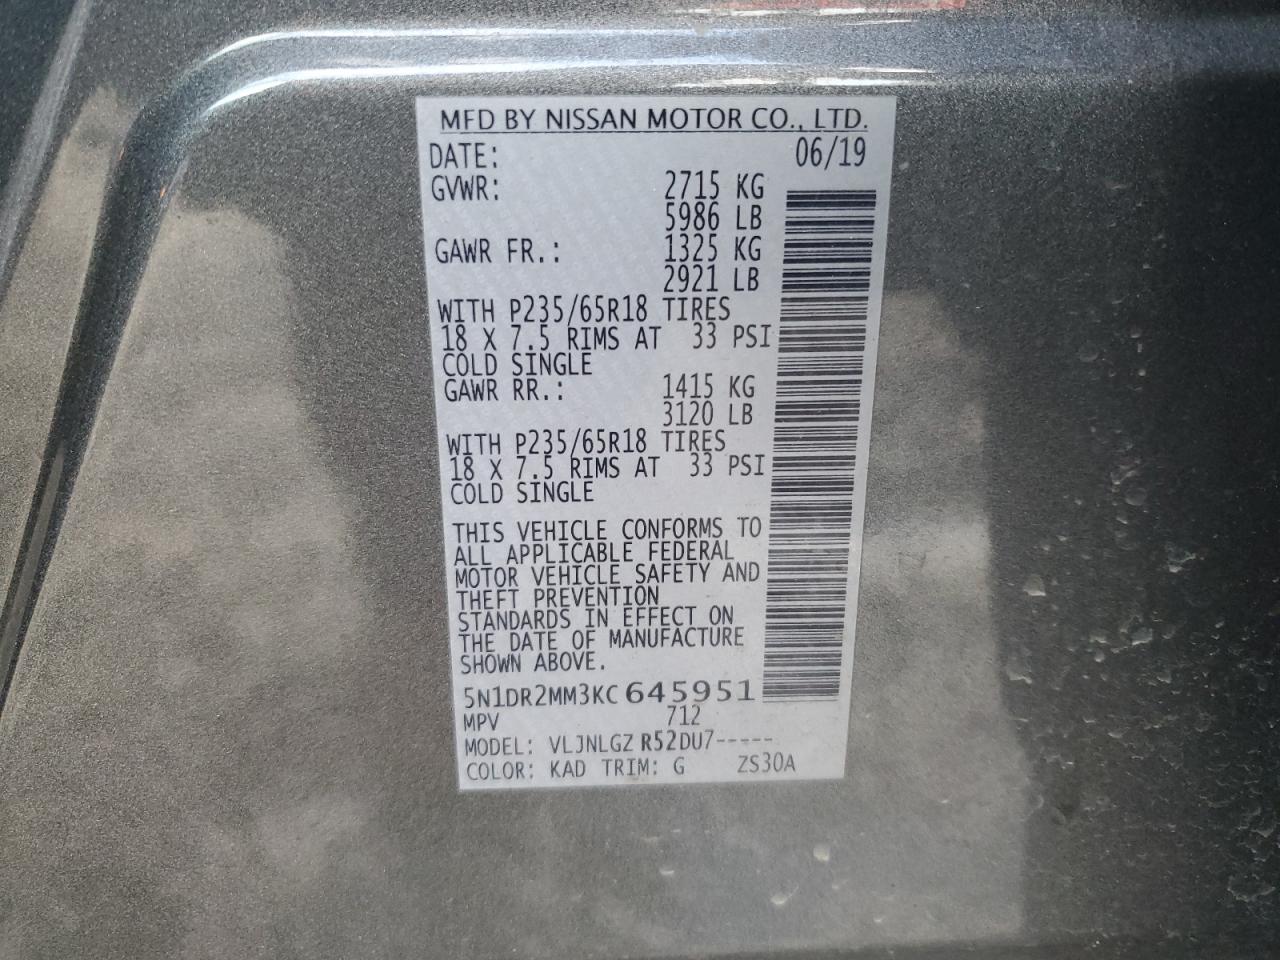 MFD BY NISSAN MOTOR CO., LTD.
DATE: 06/19
GVWR: 2715 KG
5986 LB
GAWR FR.: 1325 KG
2921 LB
WITH P235/65R18 TIRES
18 X 7.5 RIMS AT 33 PSI
COLD SINGLE
GAWR RR.: 1415 KG
3120 LB
WITH P235/65R18 TIRES
18 X 7.5 RIMS AT 33 PSI
COLD SINGLE
THIS VEHICLE CONFORMS TO
ALL APPLICABLE FEDERAL
MOTOR VEHICLE SAFETY AND
THEFT PREVENTION
STANDARDS IN EFFECT ON
THE DATE OF MANUFACTURE
SHOWN ABOVE.
5N1DR2MM3KC645951
MPV 712
MODEL: VLJNLGZ R52DU7-----
COLOR: KAD TRIM: G ZS30A